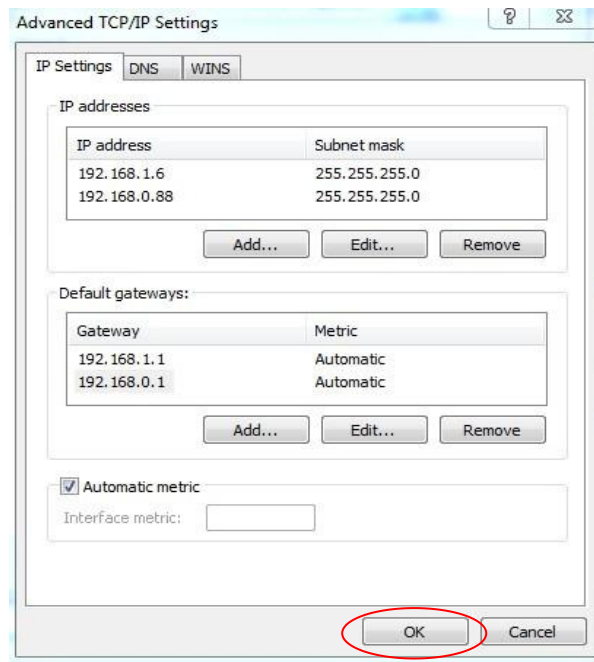 Advanced TCP/IP Settings
IP Settings DNS WINS
IP addresses
IP address Subnet mask
192.168.1.6 255.255.255.0
192.168.0.88 255.255.255.0
Add... Edit... Remove
Default gateways:
Gateway Metric
192.168.1.1 Automatic
192.168.0.1 Automatic
Add... Edit... Remove
Automatic metric
Interface metric:
OK Cancel